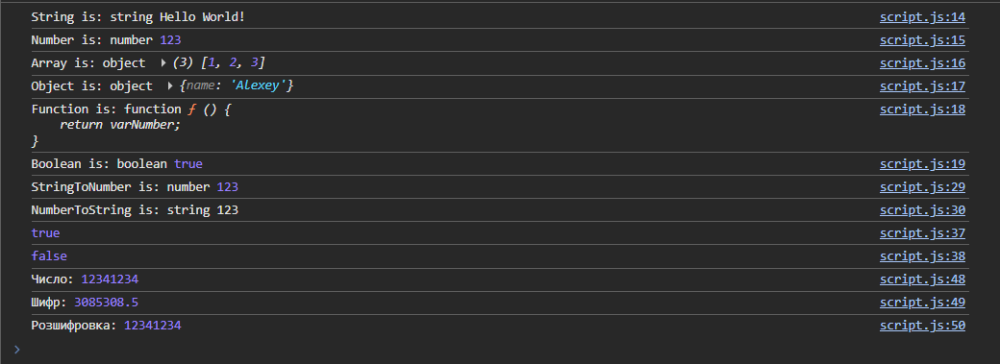 String is: string Hello World! script.js:14
Number is: number 123 script.js:15
Array is: object ▶ (3) [1, 2, 3] script.js:16
Object is: object ▶ {name: 'Alexey'} script.js:17
Function is: function ƒ () { script.js:18
    return varNumber;
}
Boolean is: boolean true script.js:19
StringToNumber is: number 123 script.js:29
NumberToString is: string 123 script.js:30
true script.js:37
false script.js:38
Число: 12341234 script.js:48
Шифр: 3085308.5 script.js:49
Розшифровка: 12341234 script.js:50
>